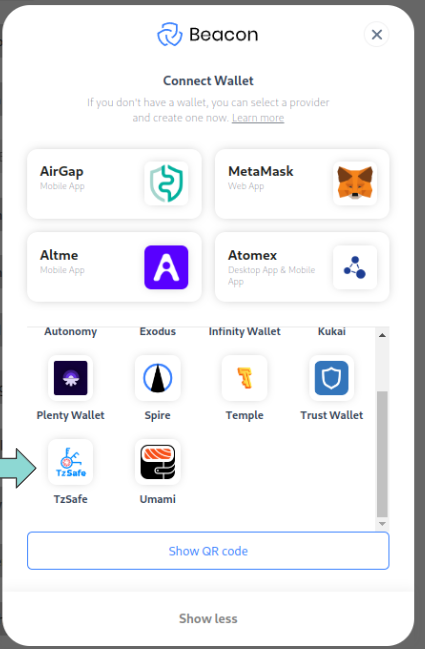 Beacon
Connect Wallet
If you don't have a wallet, you can select a provider
and create one now. Learn more
AirGap
Mobile App
MetaMask
Web App
Altme
Mobile App
Atomex
Desktop App & Mobile
App
Autonomy Exodus Infinity Wallet Kukai
Plenty Wallet Spire Temple Trust Wallet
TzSafe
TzSafe Umami
Show QR code
Show less